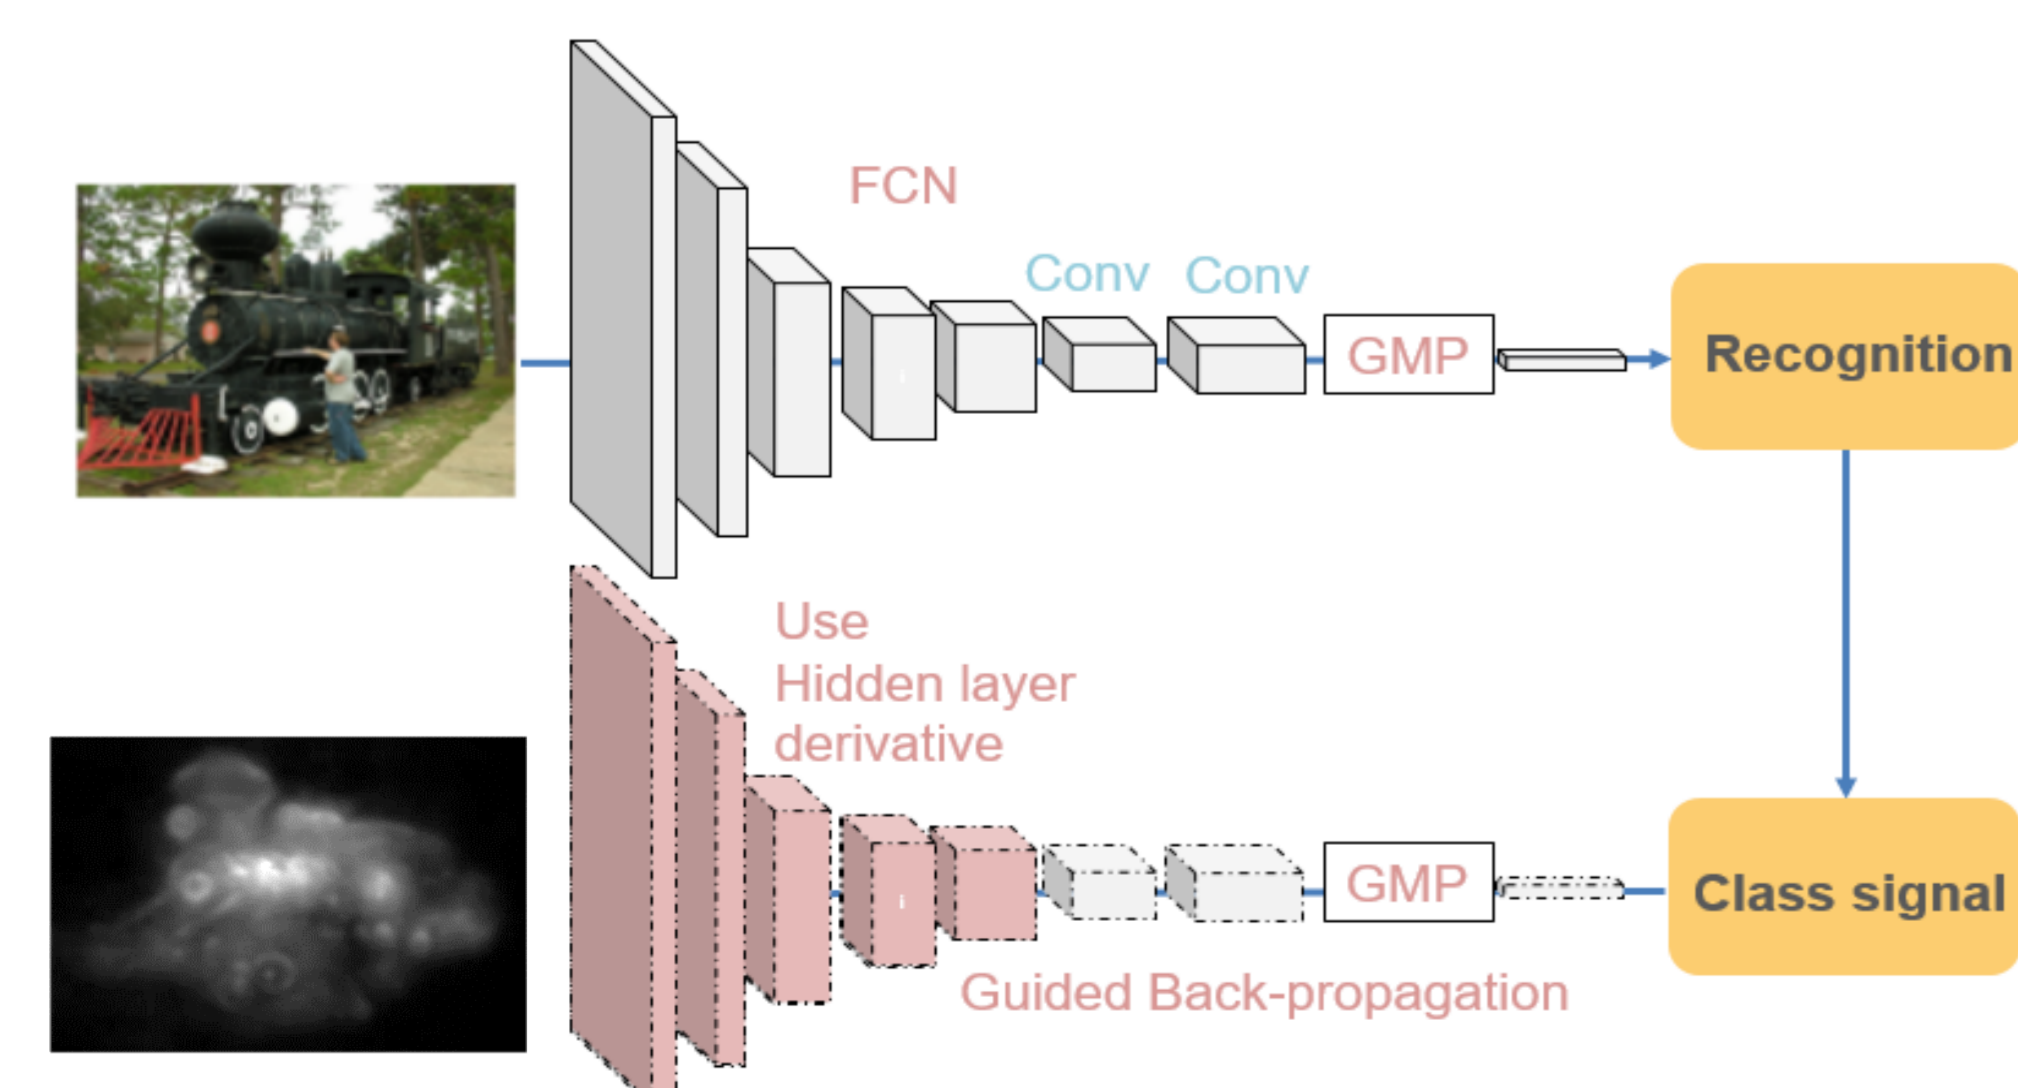 FCN
Conv Conv
GMP
Recognition
i
Use
Hidden layer
derivative
i
GMP
Class signal
Guided Back-propagation